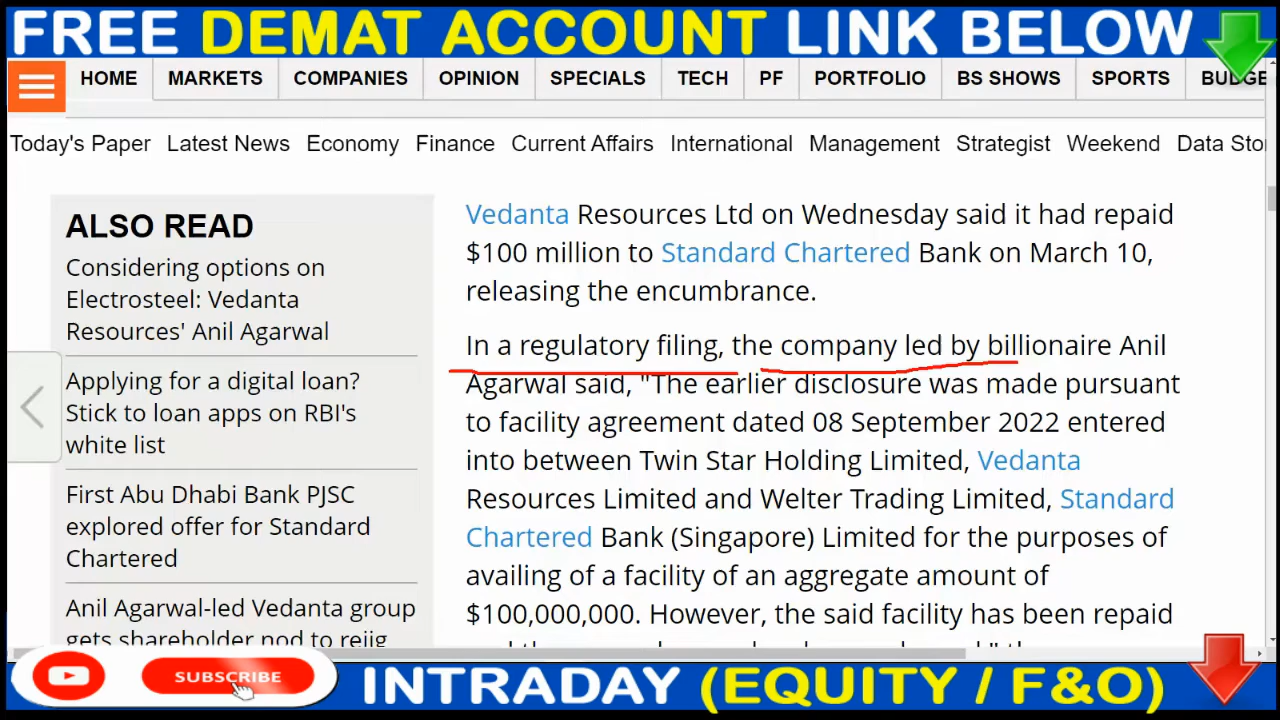 FREE DEMAT ACCOUNT LINK BELOW
HOME MARKETS COMPANIES OPINION SPECIALS TECH PF PORTFOLIO BS SHOWS SPORTS BUDGE
Today's Paper Latest News Economy Finance Current Affairs International Management Strategist Weekend Data Sto
ALSO READ
Considering options on
Electrosteel: Vedanta
Resources' Anil Agarwal
Applying for a digital loan?
Stick to loan apps on RBI's
white list
First Abu Dhabi Bank PJSC
explored offer for Standard
Chartered
Anil Agarwal-led Vedanta group
gets shareholder nod to rejig
Vedanta Resources Ltd on Wednesday said it had repaid
$100 million to Standard Chartered Bank on March 10,
releasing the encumbrance.
In a regulatory filing, the company led by billionaire Anil
Agarwal said, "The earlier disclosure was made pursuant
to facility agreement dated 08 September 2022 entered
into between Twin Star Holding Limited, Vedanta
Resources Limited and Welter Trading Limited, Standard
Chartered Bank (Singapore) Limited for the purposes of
availing of a facility of an aggregate amount of
$100,000,000. However, the said facility has been repaid
SUBSCRIBE
INTRADAY (EQUITY / F&O)